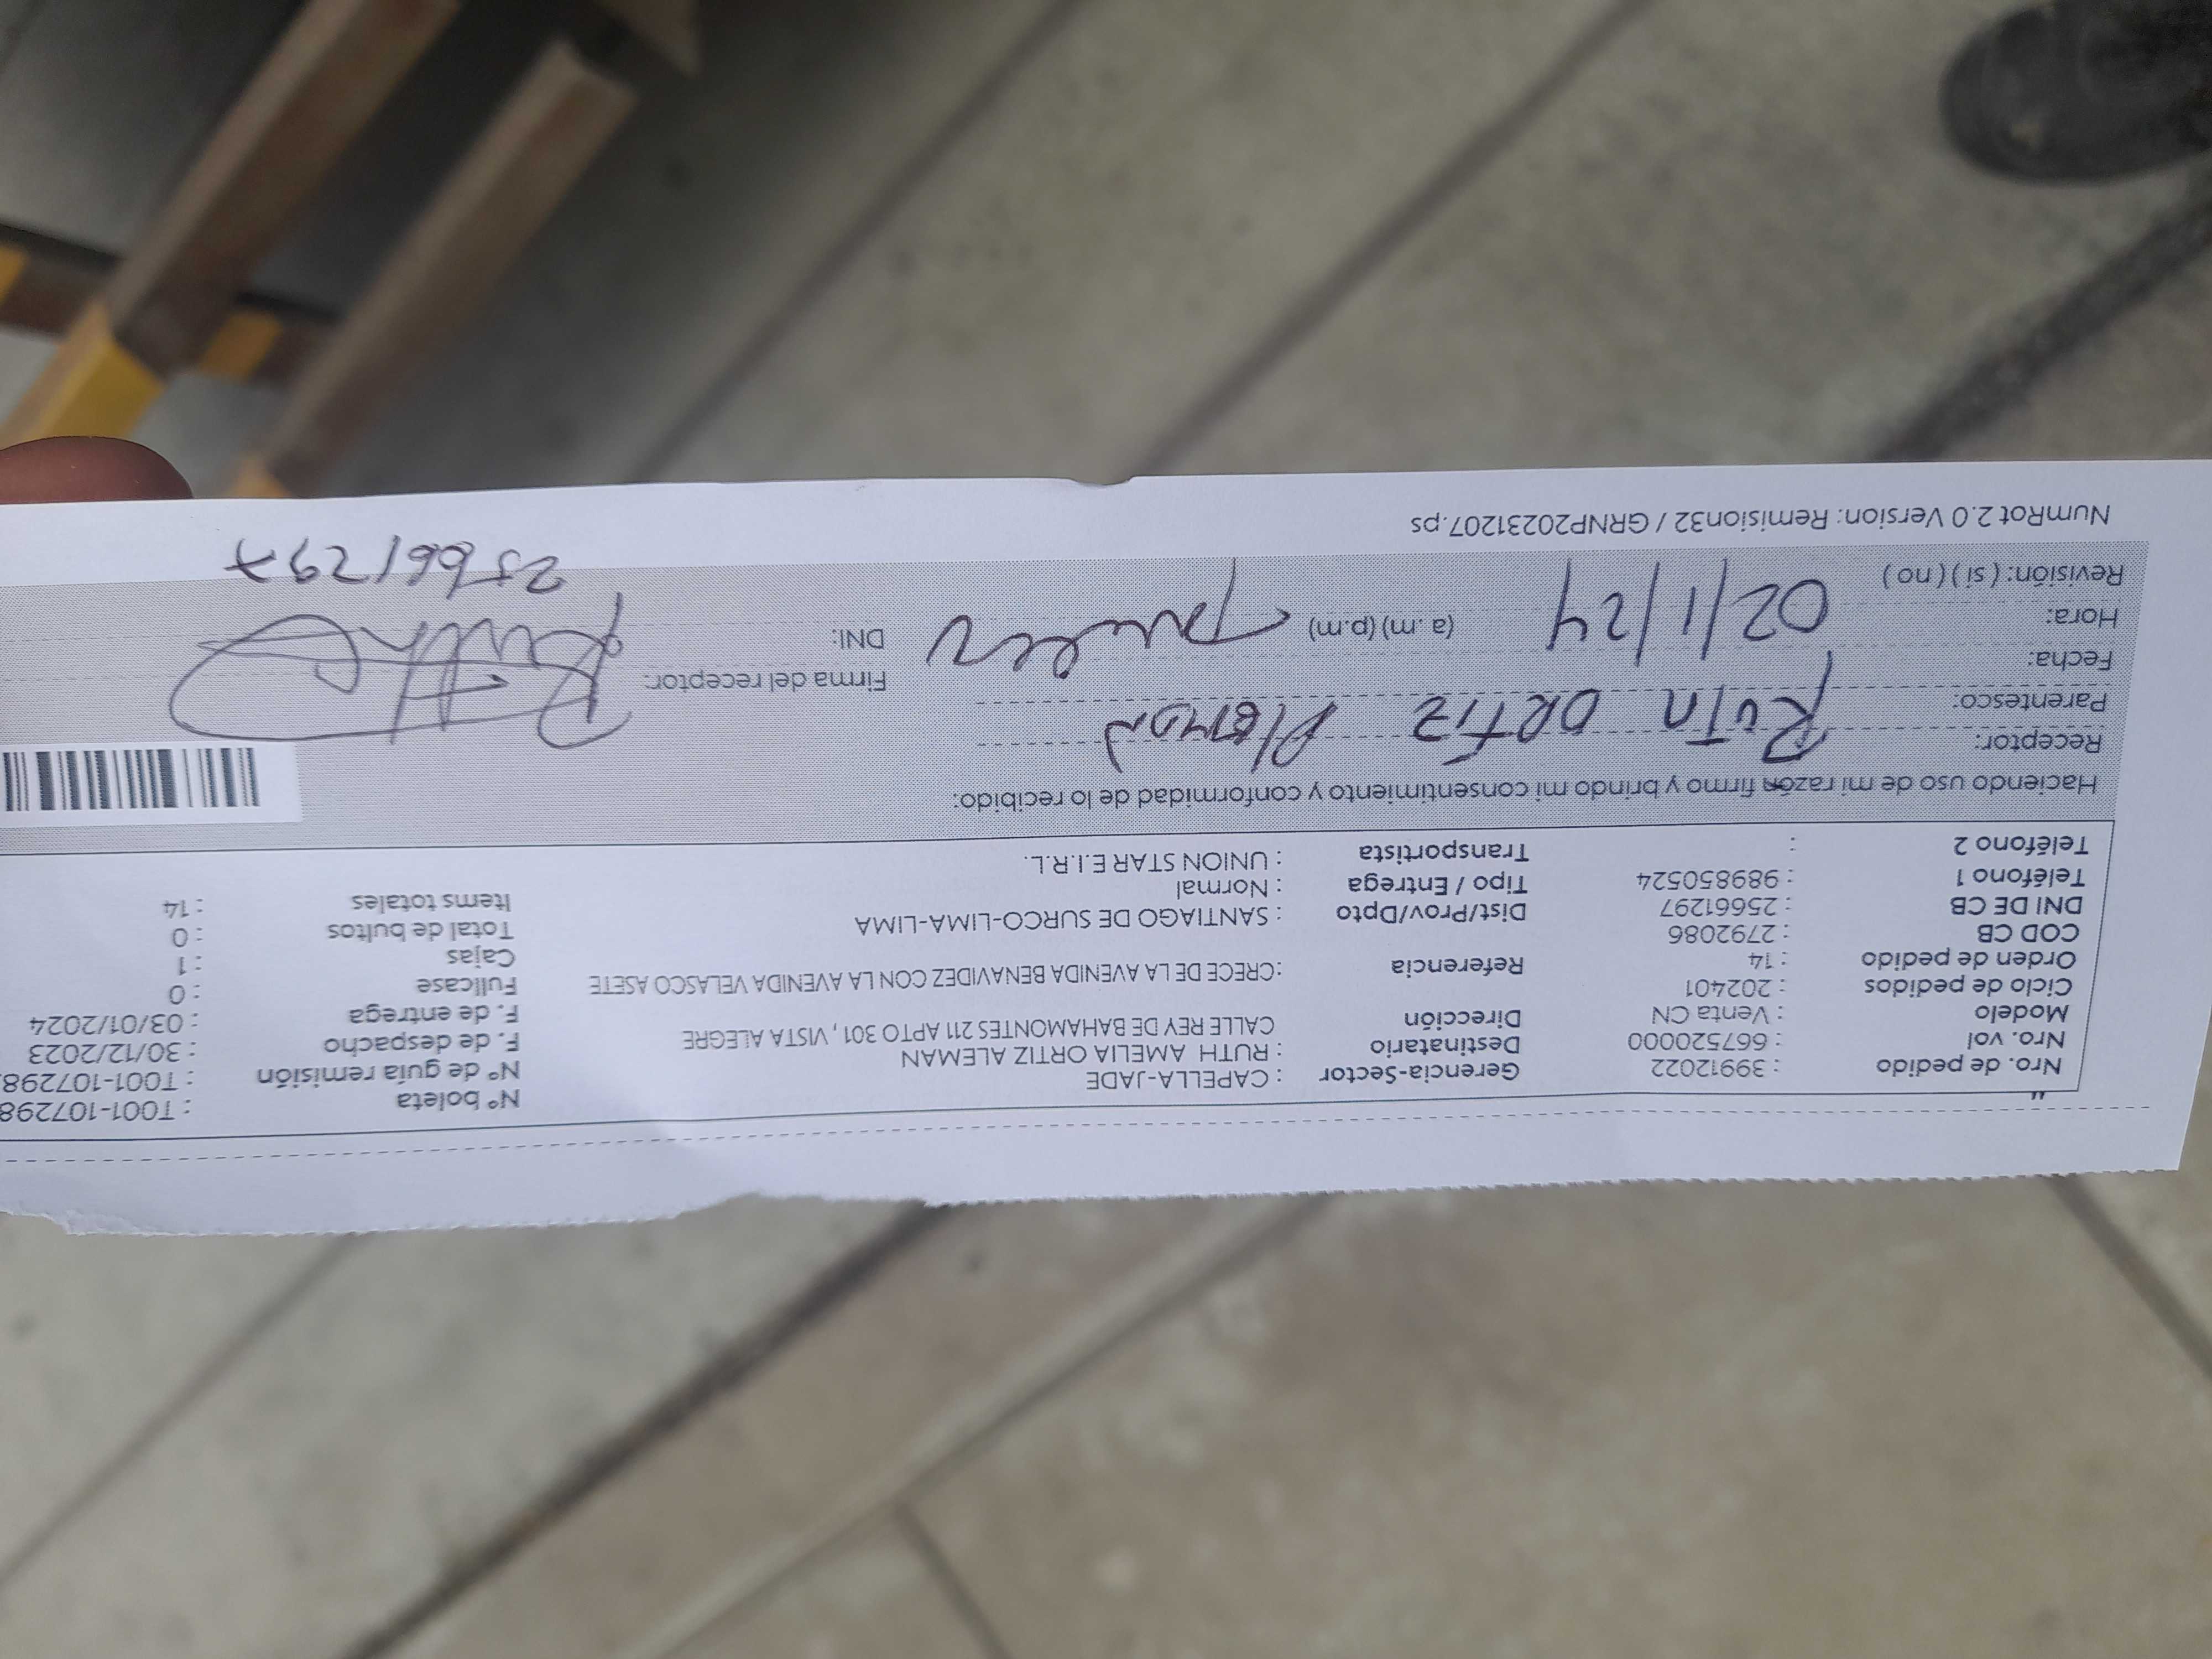 Nro. de pedido : 39912022 Gerencia-Sector : CAPELLA-JADE N° boleta : T001-107298
Nro. vol : 667520000 Destinatario : RUTH AMELIA ORTIZ ALEMAN N° de guía remisión : T001-107298
Modelo : Venta CN Dirección CALLE REY DE BAHAMONTES 211 APTO 301, VISTA ALEGRE F. de despacho : 30/12/2023
Ciclo de pedidos : 202401 F. de entrega : 03/01/2024
Orden de pedido : 14 Referencia :CRECE DE LA AVENIDA BENAVIDEZ CON LA AVENIDA VELASCO ASETE Fullcase : 0
COD CB : 2792086 Cajas : 1
DNI DE CB : 25661297 Dist/Prov/Dpto : SANTIAGO DE SURCO-LIMA-LIMA Total de bultos : 0
Teléfono 1 : 989850524 Tipo / Entrega : Normal Items totales : 14
Teléfono 2 : Transportista : UNION STAR E.I.R.L.
Haciendo uso de mi razón firmo y brindo mi consentimiento y conformidad de lo recibido:
Receptor: Ruth ORTIZ Aleman
Parentesco: Firma del receptor: Ruth
Fecha: 02/1/24
Hora: (a.m) (p.m) DNI: 25661297
Revisión: ( si ) ( no )
NumRot 2.0 Version: Remision32 / GRNP20231207.ps